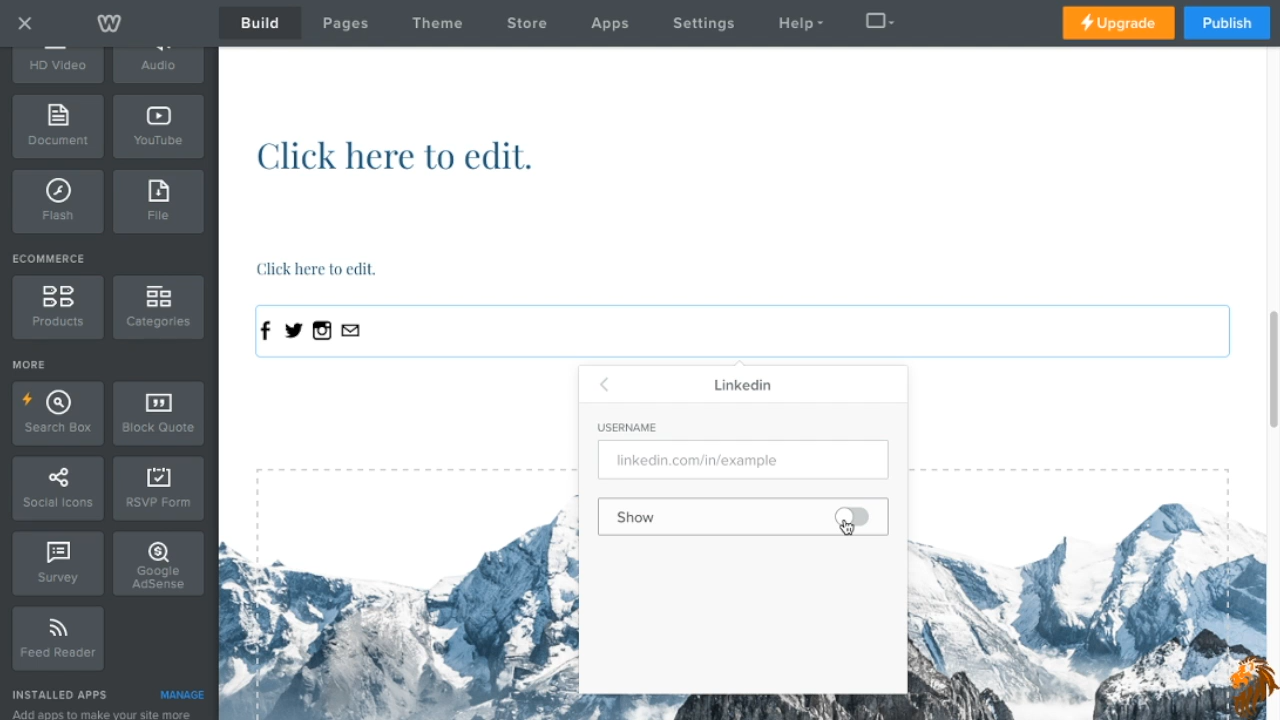 Build
Pages
Theme
Store
Apps
Settings
Help
Upgrade
Publish
HD Video
Audio
Document
YouTube
Flash
File
ECOMMERCE
Products
Categories
MORE
Search Box
Block Quote
Social Icons
RSVP Form
Survey
Google
AdSense
Feed Reader
INSTALLED APPS
MANAGE
Add apps to make your site more
Click here to edit.
Click here to edit.
Linkedin
USERNAME
linkedin.com/in/example
Show